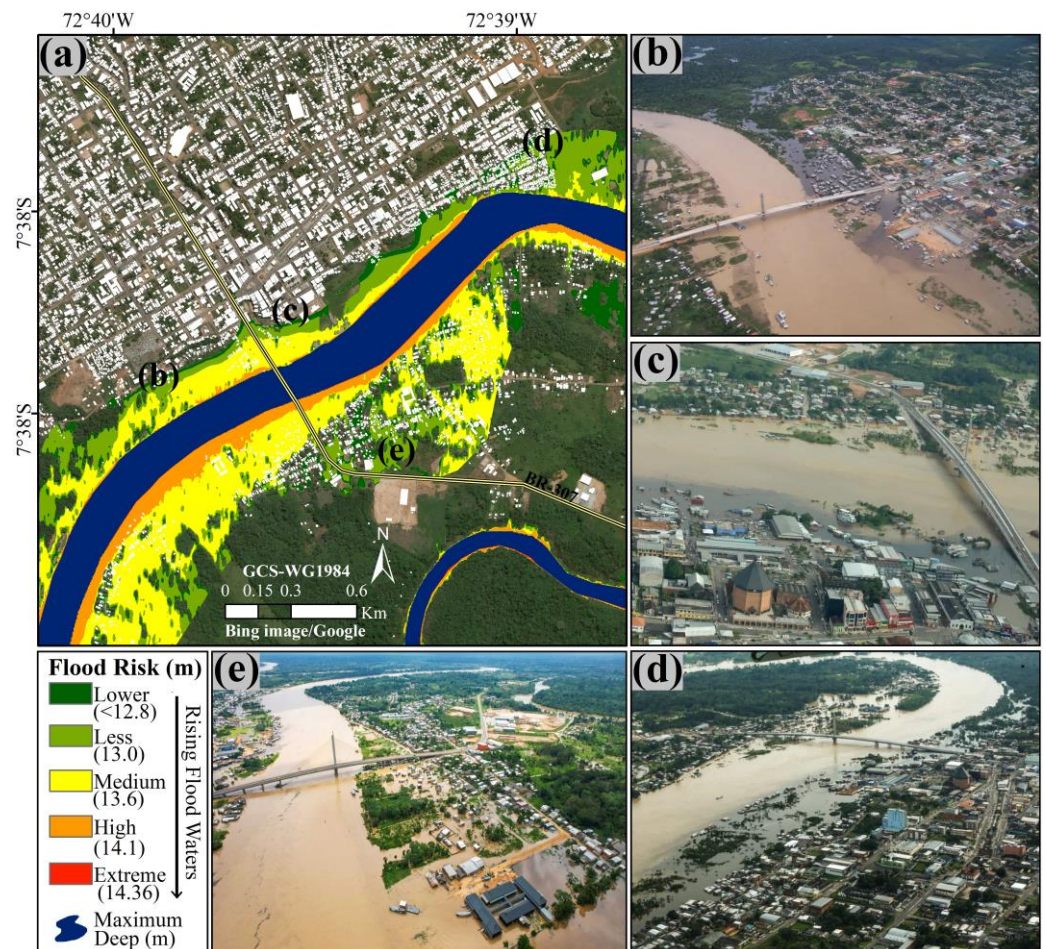 72°40'W
72°39'W
(a)
(b)
(d)
7°38'S
(c)
(b)
7°38'S
(e)
BR-307
N
GCS-WG1984
0 0.15 0.3 0.6
Km
Bing image/Google
(c)
Flood Risk (m)
Lower
(<12.8)
Less
(13.0)
Medium
(13.6)
High
(14.1)
Extreme
(14.36)
Maximum
Deep (m)
Rising Flood Waters
(e)
(d)